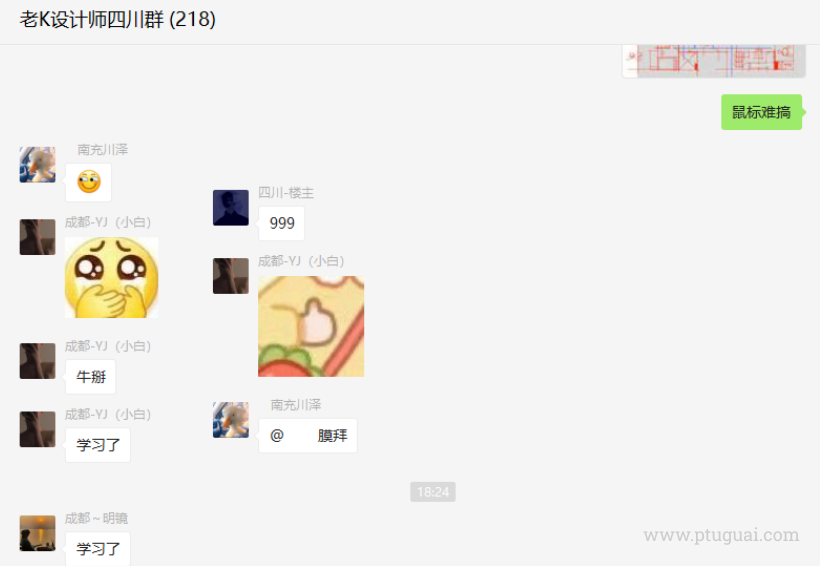 老K设计师四川群 (218)
鼠标难搞
南充川泽
成都-YJ（小白）
成都-YJ（小白）
牛掰
成都-YJ（小白）
学习了
四川-楼主
999
成都-YJ（小白）
南充川泽
@ 膜拜
18:24
成都～明镜
学习了
www.ptuguai.com